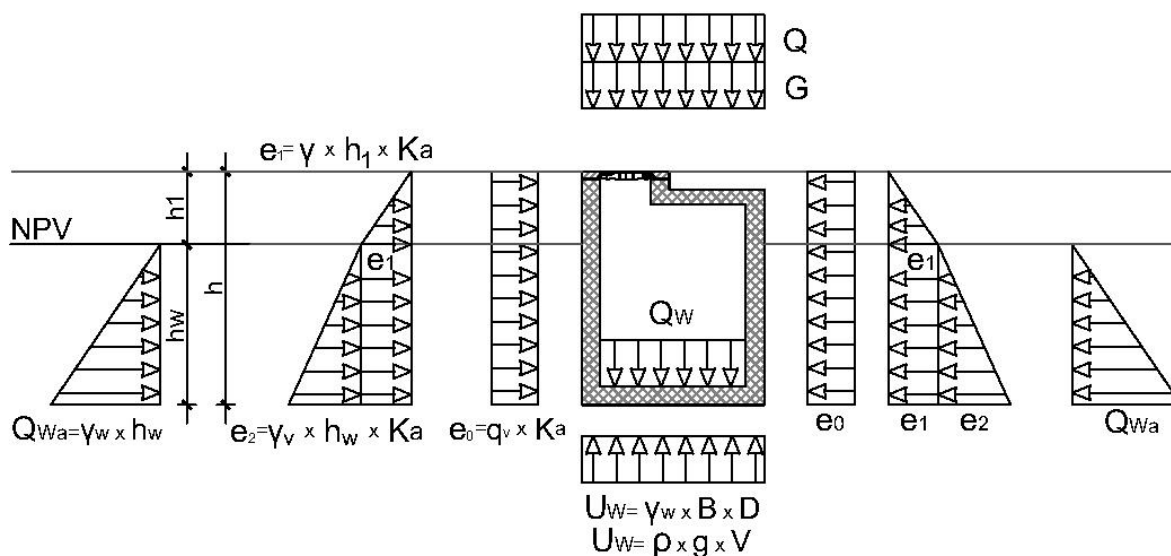 Q
G
e₁=γ x h₁ x Ka
h1
NPV
e1
e1
h
hw
Qw
QWa=γw x hw
e₂=γv x hw x Ka
e₀=qv x Ka
e₀
e₁
e₂
QWa
UW= γw x B x D
UW= ρ x g x V